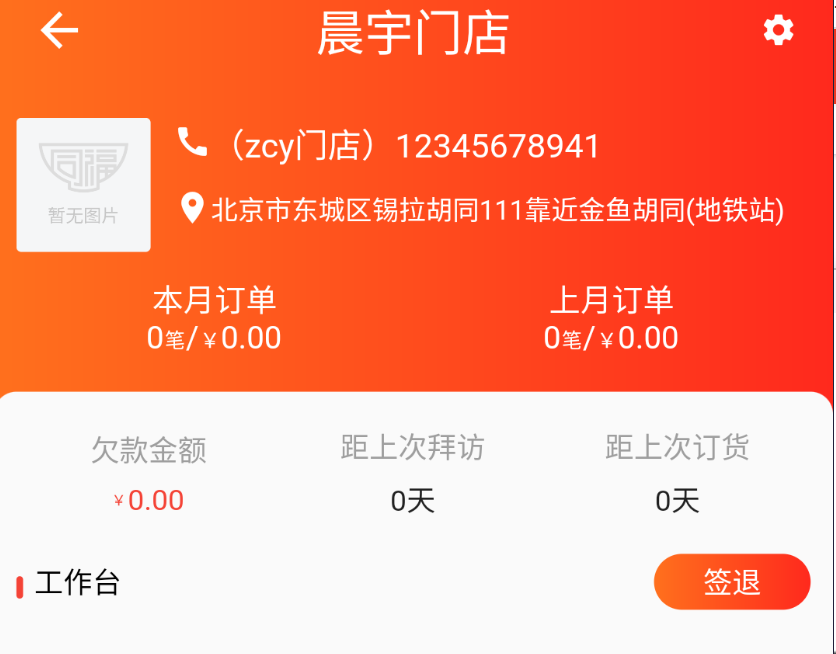 晨宇门店
（zcy门店）12345678941
同福
暂无图片
北京市东城区锡拉胡同111靠近金鱼胡同(地铁站)
本月订单 上月订单
0笔/￥0.00 0笔/￥0.00
欠款金额 距上次拜访 距上次订货
￥0.00 0天 0天
工作台 签退